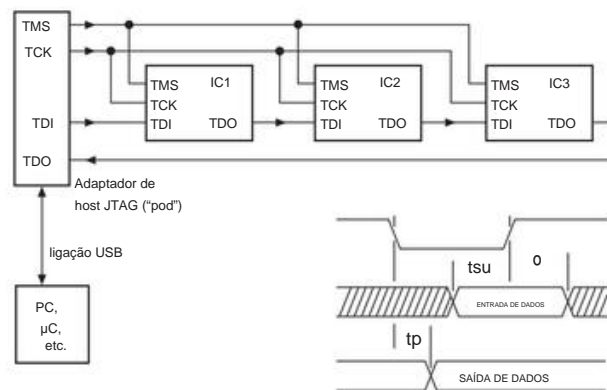 TMS
TCK
TDI
TDO
IC1
TMS
TCK
TDI TDO
IC2
TMS
TCK
TDI TDO
IC3
TMS
TCK
TDI TDO
Adaptador de
host JTAG (“pod”)
ligação USB
PC,
μC,
etc.
tsu
o
ENTRADA DE DADOS
tp
SAÍDA DE DADOS